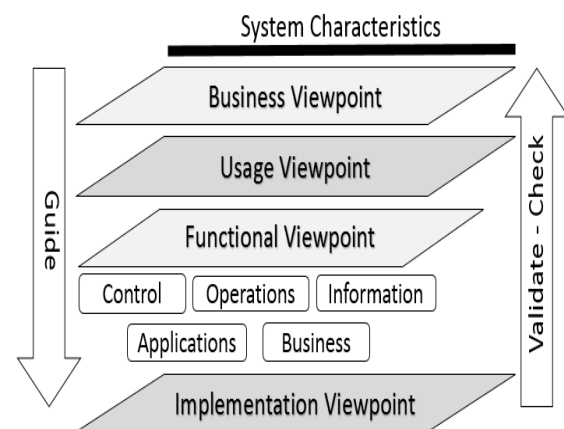 System Characteristics
Business Viewpoint
Usage Viewpoint
Functional Viewpoint
Control Operations Information
Applications Business
Implementation Viewpoint
Guide
Validate - Check